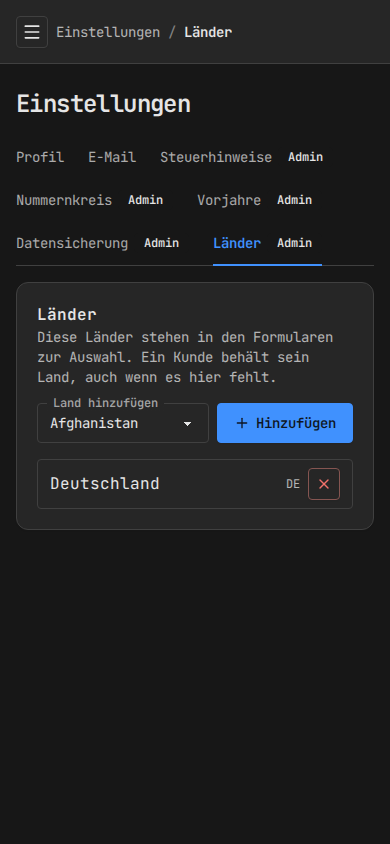 Einstellungen / Länder
Einstellungen
Profil E-Mail Steuerhinweise Admin
Nummernkreis Admin Vorjahre Admin
Datensicherung Admin Länder Admin
Länder
Diese Länder stehen in den Formularen
zur Auswahl. Ein Kunde behält sein
Land, auch wenn es hier fehlt.
Land hinzufügen
Afghanistan
+ Hinzufügen
Deutschland DE